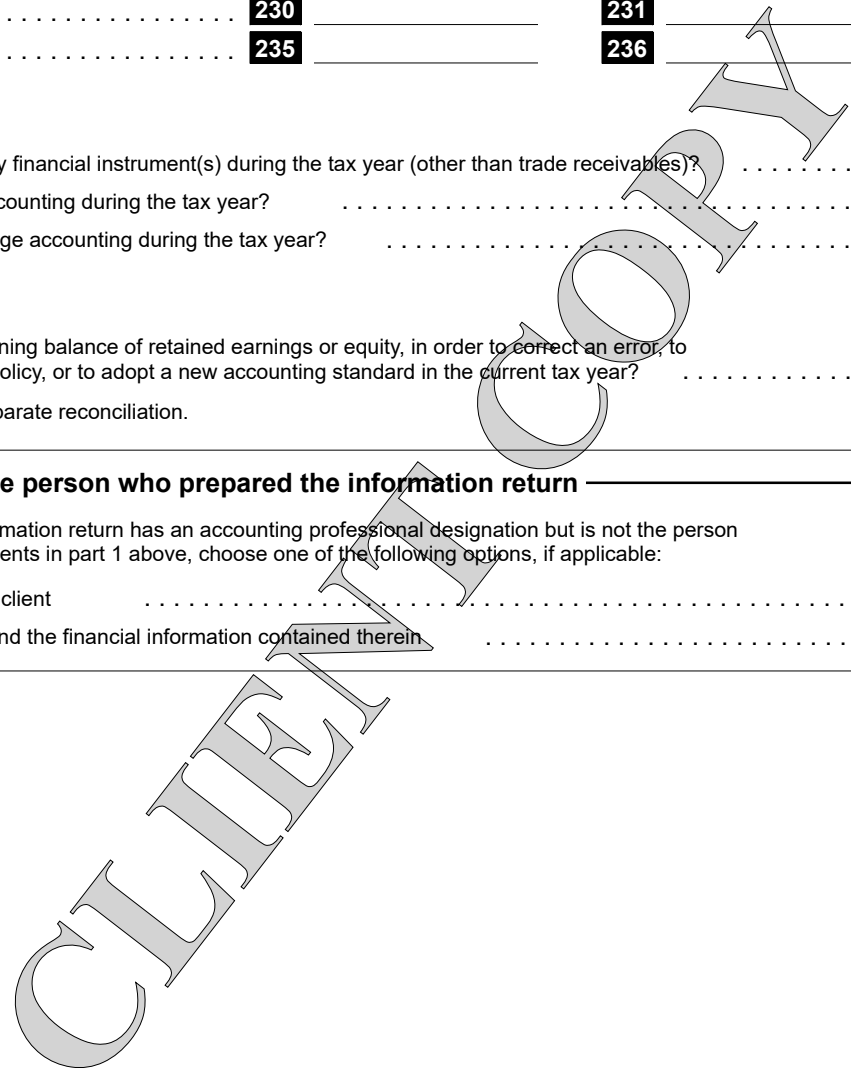 . . . . . . . . . . . . . . . . 230 231
. . . . . . . . . . . . . . . . 235 236
y financial instrument(s) during the tax year (other than trade receivables)? . . . . . . . .
counting during the tax year? . . . . . . . . . . . . . . . . . . . . . . . . . . . . . . . . . . .
ge accounting during the tax year? . . . . . . . . . . . . . . . . . . . . . . . . . . . . . . . .
ning balance of retained earnings or equity, in order to correct an error, to
olicy, or to adopt a new accounting standard in the current tax year? . . . . . . . . . . . .
parate reconciliation.
e person who prepared the information return
mation return has an accounting professional designation but is not the person
ents in part 1 above, choose one of the following options, if applicable:
client . . . . . . . . . . . . . . . . . . . . . . . . . . . . . . . . . . . . . . . . . . . . . . . . . .
nd the financial information contained therein . . . . . . . . . . . . . . . . . . . . . . . . .
CLIENT COPY